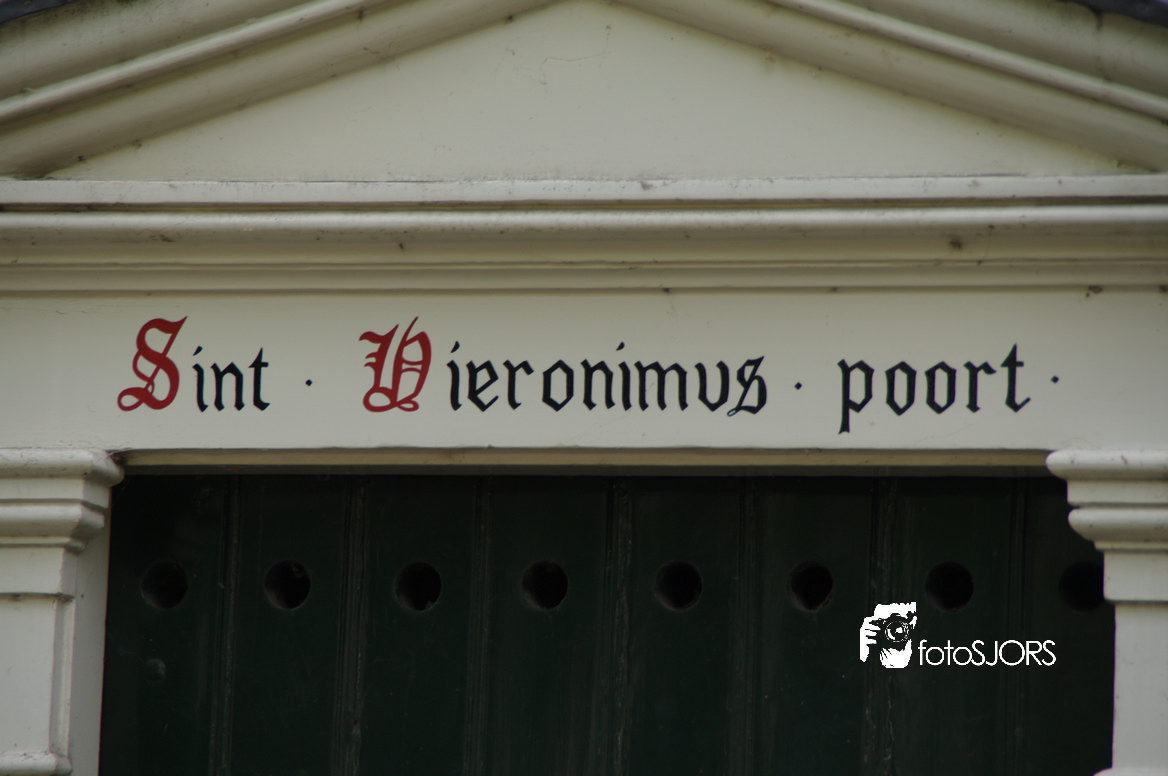 Sint · Hieronimus · poort ·
fotoSJORS